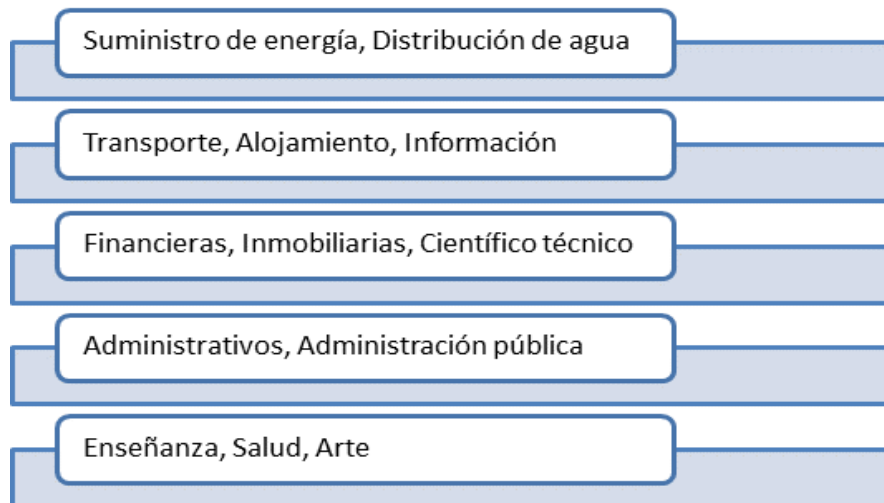 Suministro de energía, Distribución de agua
Transporte, Alojamiento, Información
Financieras, Inmobiliarias, Científico técnico
Administrativos, Administración pública
Enseñanza, Salud, Arte